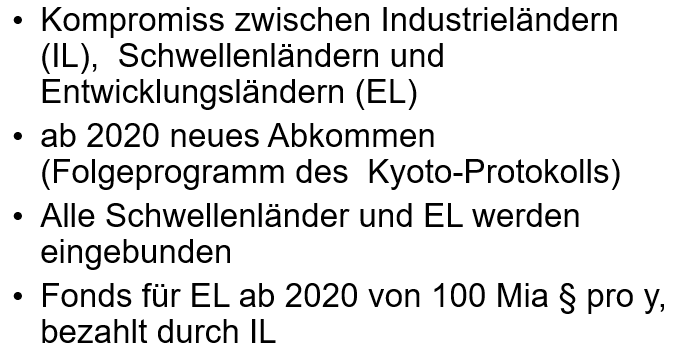 • Kompromiss zwischen Industrieländern
(IL),  Schwellenländern und
Entwicklungsländern (EL)
• ab 2020 neues Abkommen
(Folgeprogramm des  Kyoto-Protokolls)
• Alle Schwellenländer und EL werden
eingebunden
• Fonds für EL ab 2020 von 100 Mia § pro y,
bezahlt durch IL